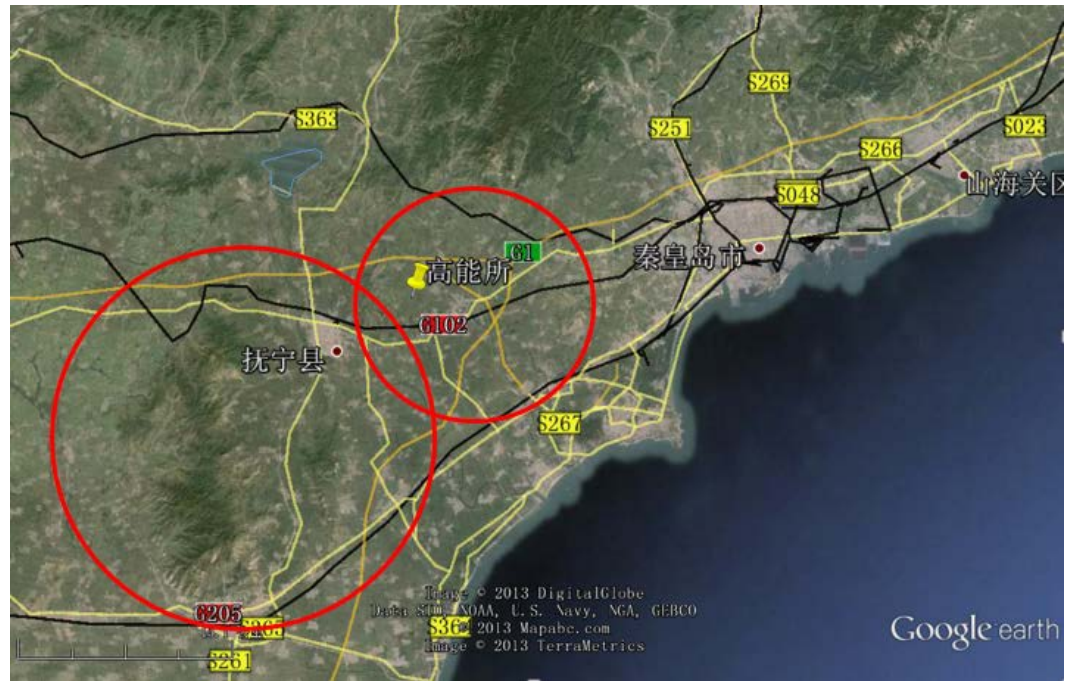 S269
S363
S023
S251
S266
山海关区
S048
G1
秦皇岛市
高能所
G102
抚宁县
S267
Image © 2013 DigitalGlobe
Data SIO, NOAA, U.S. Navy, NGA, GEBCO
© 2013 Mapabc.com
Image © 2013 TerraMetrics
G205
S261
Google earth